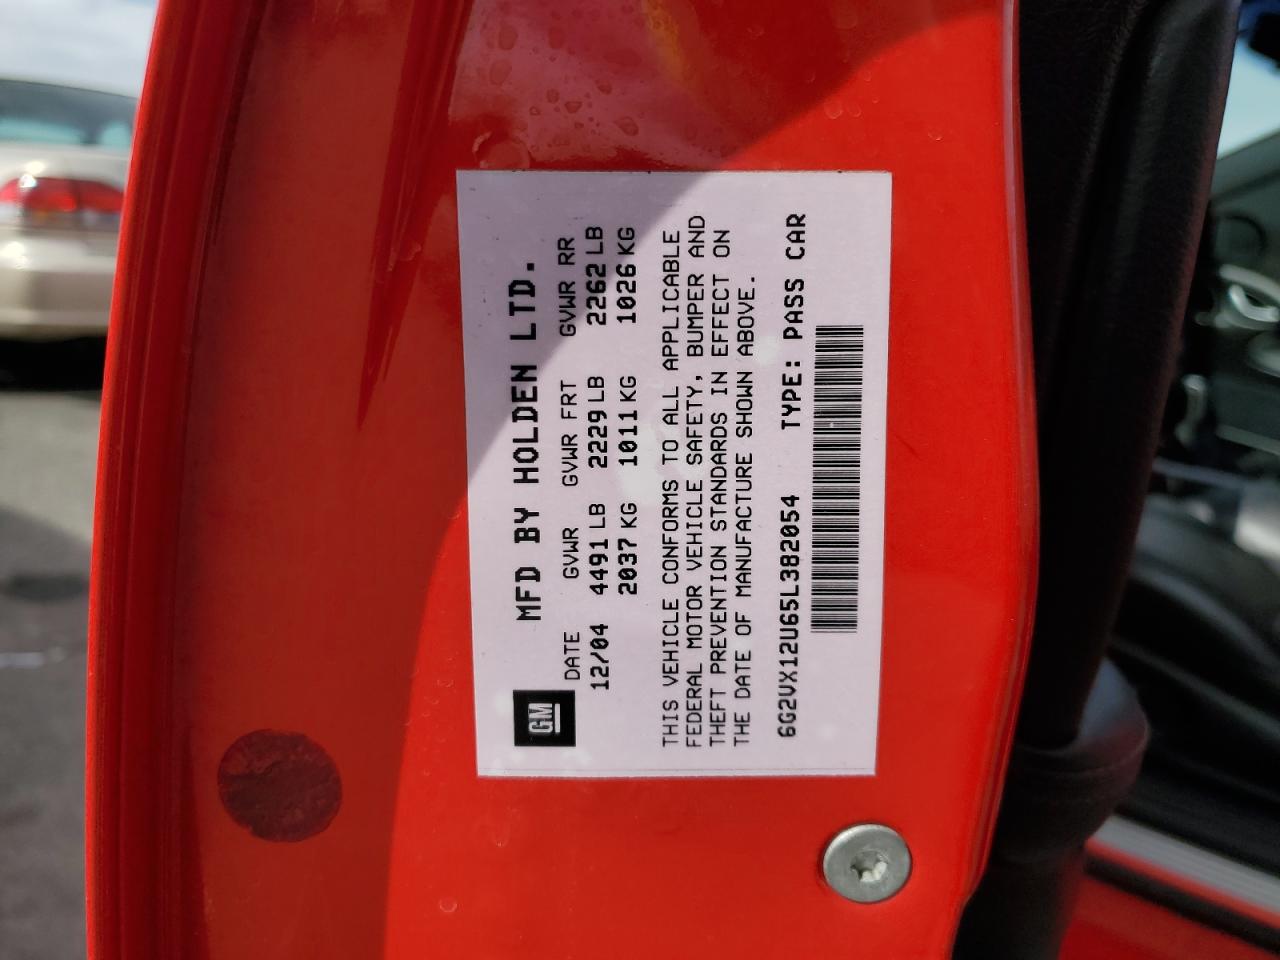 MFD BY HOLDEN LTD.
GM
DATE GVWR GVWR FRT GVWR RR
12/04 4491 LB 2229 LB 2262 LB
2037 KG 1011 KG 1026 KG
THIS VEHICLE CONFORMS TO ALL APPLICABLE
FEDERAL MOTOR VEHICLE SAFETY, BUMPER AND
THEFT PREVENTION STANDARDS IN EFFECT ON
THE DATE OF MANUFACTURE SHOWN ABOVE.
6G2VX12U65L382054 TYPE: PASS CAR